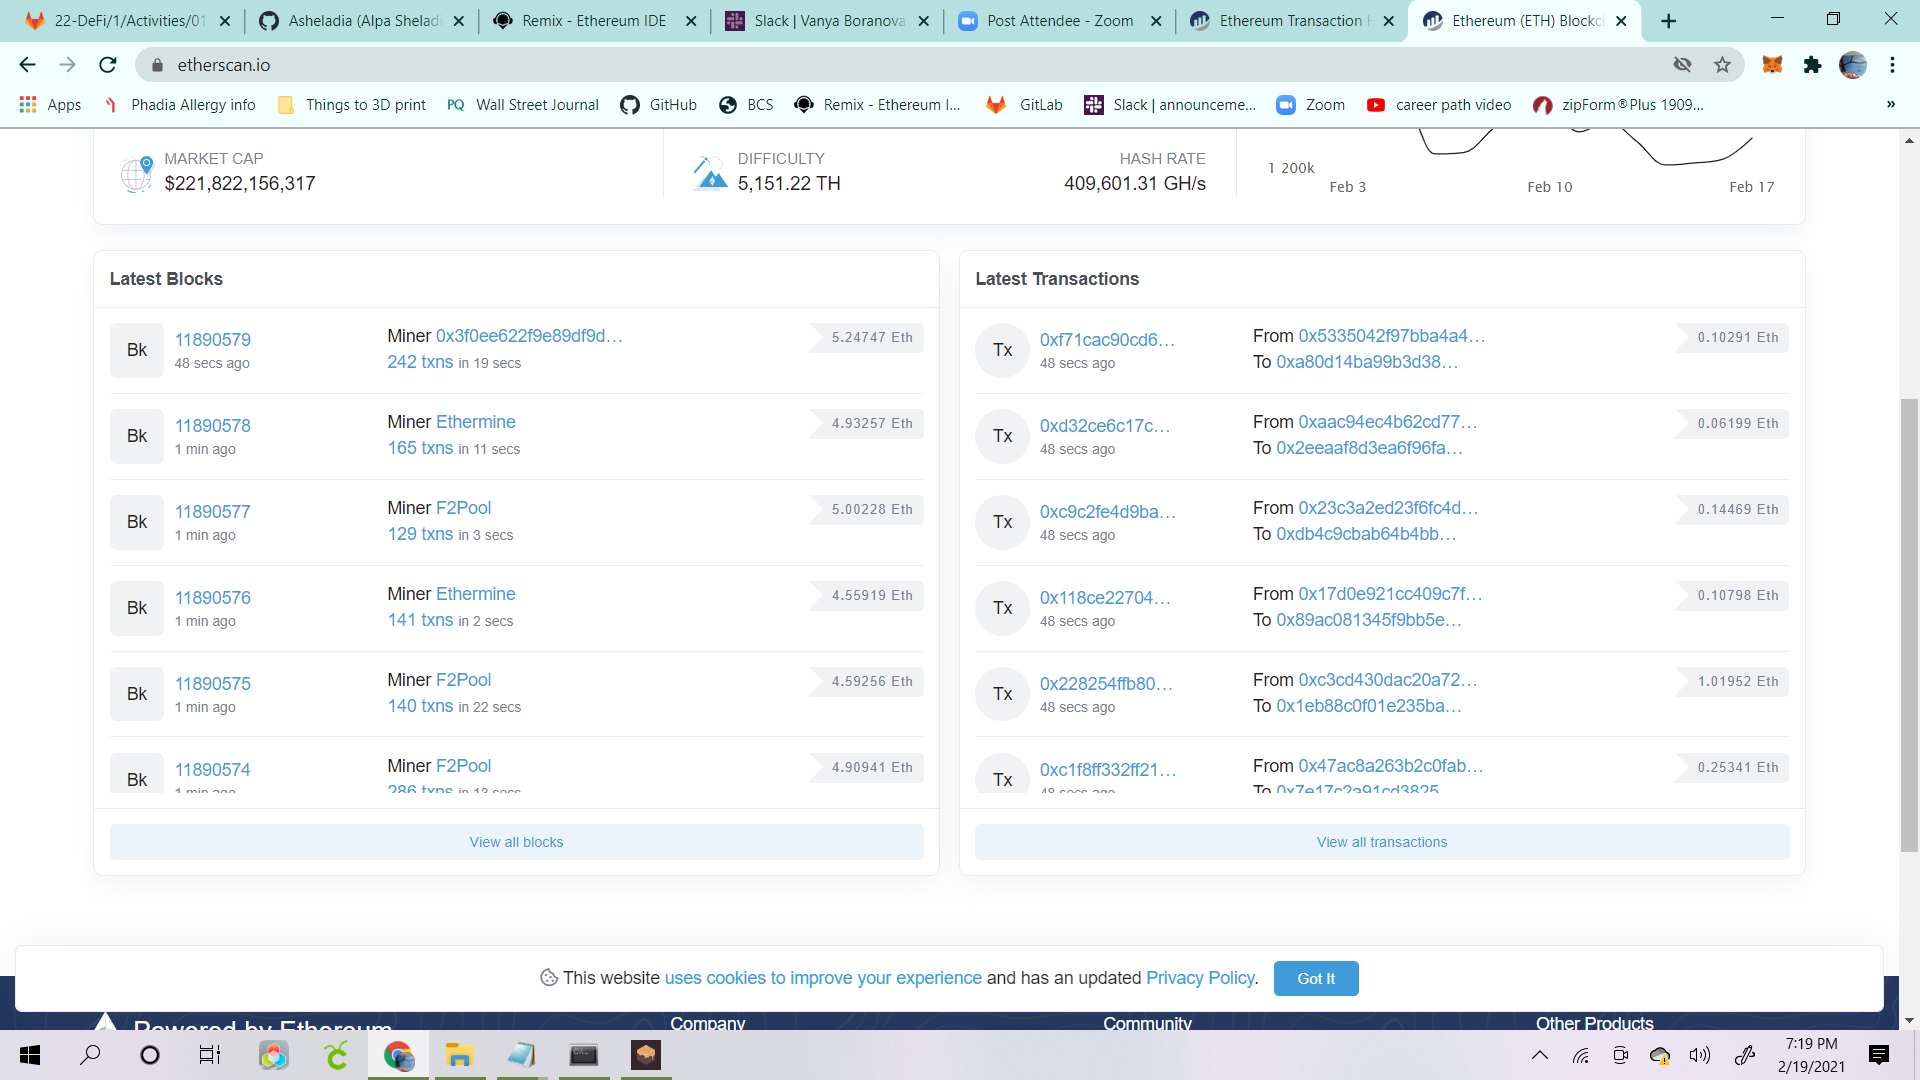 22-DeFi/1/Activities/01
Asheladia (Alpa Sheladi
Remix - Ethereum IDE
Slack | Vanya Boranova
Post Attendee - Zoom
Ethereum Transaction H
Ethereum (ETH) Blockc
etherscan.io
Apps
Phadia Allergy info
Things to 3D print
PQ Wall Street Journal
GitHub
BCS
Remix - Ethereum I...
GitLab
Slack | announceme...
Zoom
career path video
zipForm®Plus 1909...
»
MARKET CAP
$221,822,156,317
DIFFICULTY
5,151.22 TH
HASH RATE
409,601.31 GH/s
1 200k
Feb 3
Feb 10
Feb 17
Latest Blocks
Bk 11890579 Miner 0x3f0ee622f9e89df9d... 5.24747 Eth
48 secs ago 242 txns in 19 secs
Bk 11890578 Miner Ethermine 4.93257 Eth
1 min ago 165 txns in 11 secs
Bk 11890577 Miner F2Pool 5.00228 Eth
1 min ago 129 txns in 3 secs
Bk 11890576 Miner Ethermine 4.55919 Eth
1 min ago 141 txns in 2 secs
Bk 11890575 Miner F2Pool 4.59256 Eth
1 min ago 140 txns in 22 secs
Bk 11890574 Miner F2Pool 4.90941 Eth
1 min ago 286 txns in 13 secs
View all blocks
Latest Transactions
Tx 0xf71cac90cd6... From 0x5335042f97bba4a4... 0.10291 Eth
48 secs ago To 0xa80d14ba99b3d38...
Tx 0xd32ce6c17c... From 0xaac94ec4b62cd77... 0.06199 Eth
48 secs ago To 0x2eeaaf8d3ea6f96fa...
Tx 0xc9c2fe4d9ba... From 0x23c3a2ed23f6fc4d... 0.14469 Eth
48 secs ago To 0xdb4c9cbab64b4bb...
Tx 0x118ce22704... From 0x17d0e921cc409c7f... 0.10798 Eth
48 secs ago To 0x89ac081345f9bb5e...
Tx 0x228254ffb80... From 0xc3cd430dac20a72... 1.01952 Eth
48 secs ago To 0x1eb88c0f01e235ba...
Tx 0xc1f8ff332ff21... From 0x47ac8a263b2c0fab... 0.25341 Eth
48 secs ago To 0x7e17c2a91cd3825...
View all transactions
This website uses cookies to improve your experience and has an updated Privacy Policy. Got It
Powered by Ethereum
Company
Community
Other Products
7:19 PM
2/19/2021